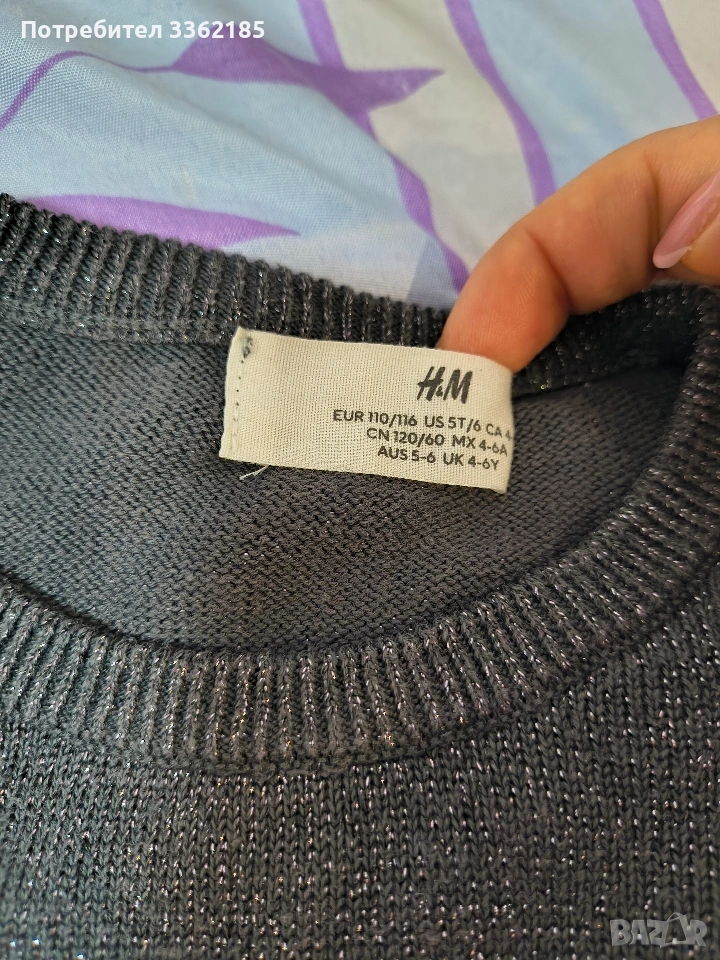 Потребител 3362185
H&M
EUR 110/116 US 5T/6 CA 4-
CN 120/60 MX 4-6A
AUS 5-6 UK 4-6Y
BAZAR